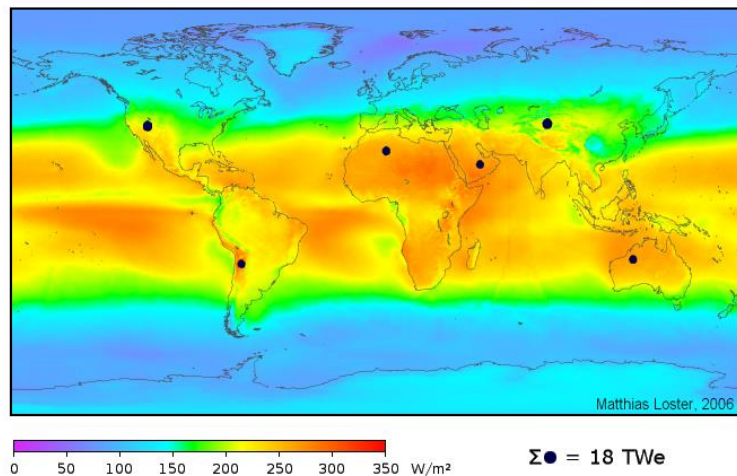 Matthias Loster, 2006
0 50 100 150 200 250 300 350 W/m²
Σ● = 18 TWe